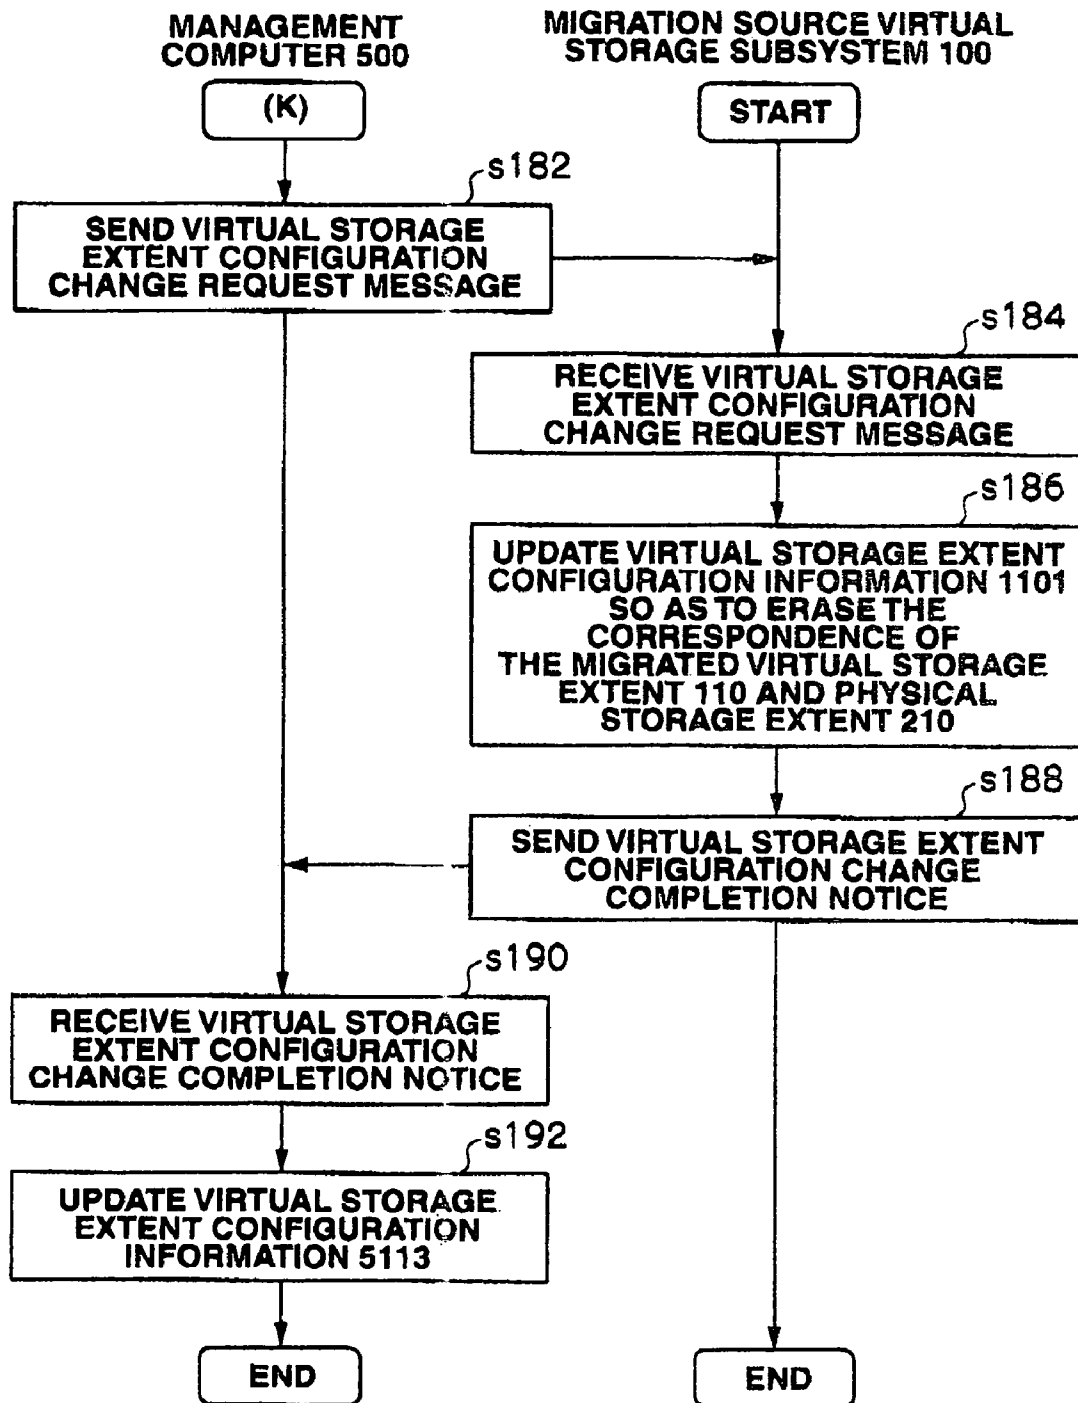 MANAGEMENT
COMPUTER 500
(K)
MIGRATION SOURCE VIRTUAL
STORAGE SUBSYSTEM 100
START
s182
SEND VIRTUAL STORAGE
EXTENT CONFIGURATION
CHANGE REQUEST MESSAGE
s184
RECEIVE VIRTUAL STORAGE
EXTENT CONFIGURATION
CHANGE REQUEST MESSAGE
s186
UPDATE VIRTUAL STORAGE EXTENT
CONFIGURATION INFORMATION 1101
SO AS TO ERASE THE
CORRESPONDENCE OF
THE MIGRATED VIRTUAL STORAGE
EXTENT 110 AND PHYSICAL
STORAGE EXTENT 210
s188
SEND VIRTUAL STORAGE EXTENT
CONFIGURATION CHANGE
COMPLETION NOTICE
s190
RECEIVE VIRTUAL STORAGE
EXTENT CONFIGURATION
CHANGE COMPLETION NOTICE
s192
UPDATE VIRTUAL STORAGE
EXTENT CONFIGURATION
INFORMATION 5113
END
END